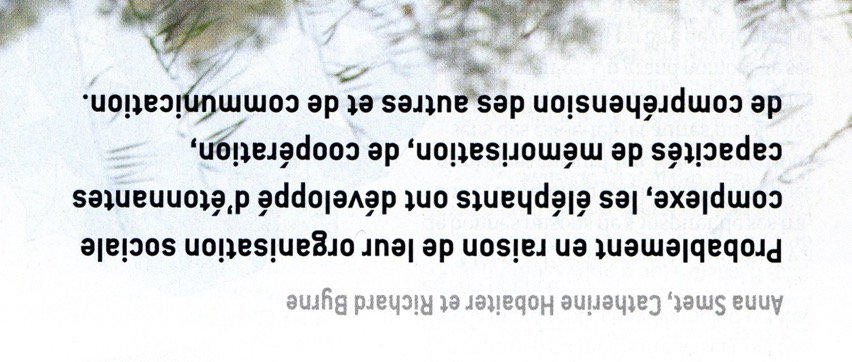 Anna Smet, Catherine Hobaiter et Richard Byrne
Probablement en raison de leur organisation sociale
complexe, les éléphants ont développé d'étonnantes
capacités de mémorisation, de coopération,
de compréhension des autres et de communication.